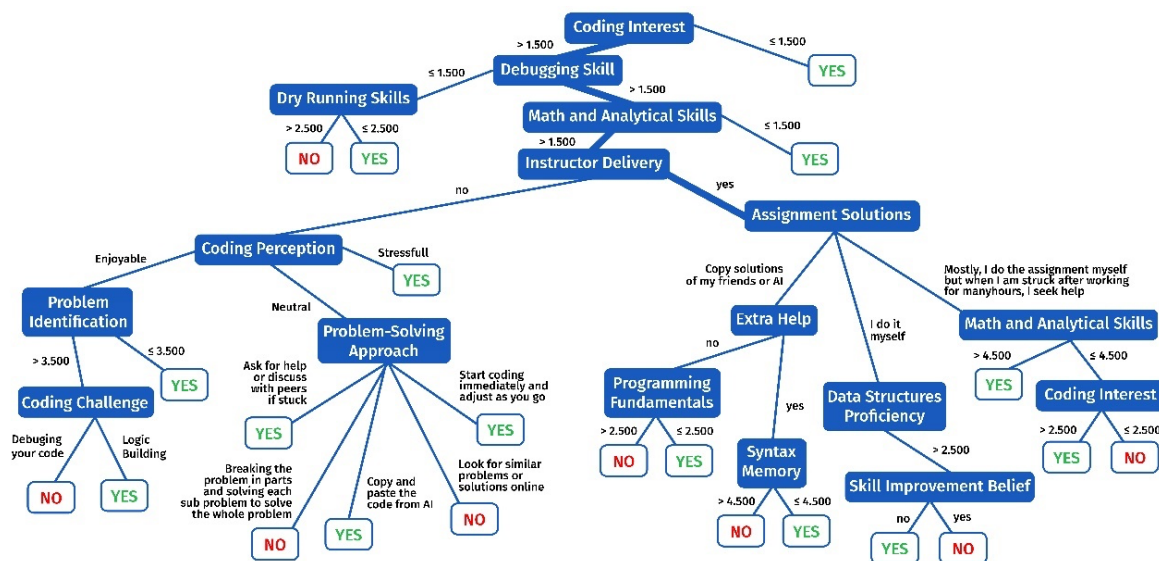 Coding Interest
> 1.500
≤ 1.500
Debugging Skill
YES
≤ 1.500
> 1.500
Dry Running Skills
Math and Analytical Skills
> 2.500
≤ 2.500
> 1.500
≤ 1.500
NO
YES
Instructor Delivery
YES
no
yes
Assignment Solutions
Coding Perception
Enjoyable
Stressfull
YES
Neutral
Problem
Identification
> 3.500
≤ 3.500
YES
Coding Challenge
Debuging
your code
Logic
Building
NO
YES
Problem-Solving
Approach
Ask for help
or discuss
with peers
if stuck
YES
Breaking the
problem in parts
and solving each
sub problem to solve
the whole problem
NO
Copy and
paste the
code from AI
YES
Look for similar
problems or
solutions online
NO
Start coding
immediately and
adjust as you go
YES
Copy solutions
of my friends or AI
Extra Help
no
Programming
Fundamentals
> 2.500
≤ 2.500
NO
YES
yes
Syntax
Memory
> 4.500
≤ 4.500
NO
YES
I do it
myself
Data Structures
Proficiency
> 2.500
Skill Improvement Belief
no
yes
YES
NO
Mostly, I do the assignment myself
but when I am struck after working
for manyhours, I seek help
Math and Analytical Skills
> 4.500
≤ 4.500
YES
Coding Interest
> 2.500
≤ 2.500
YES
NO